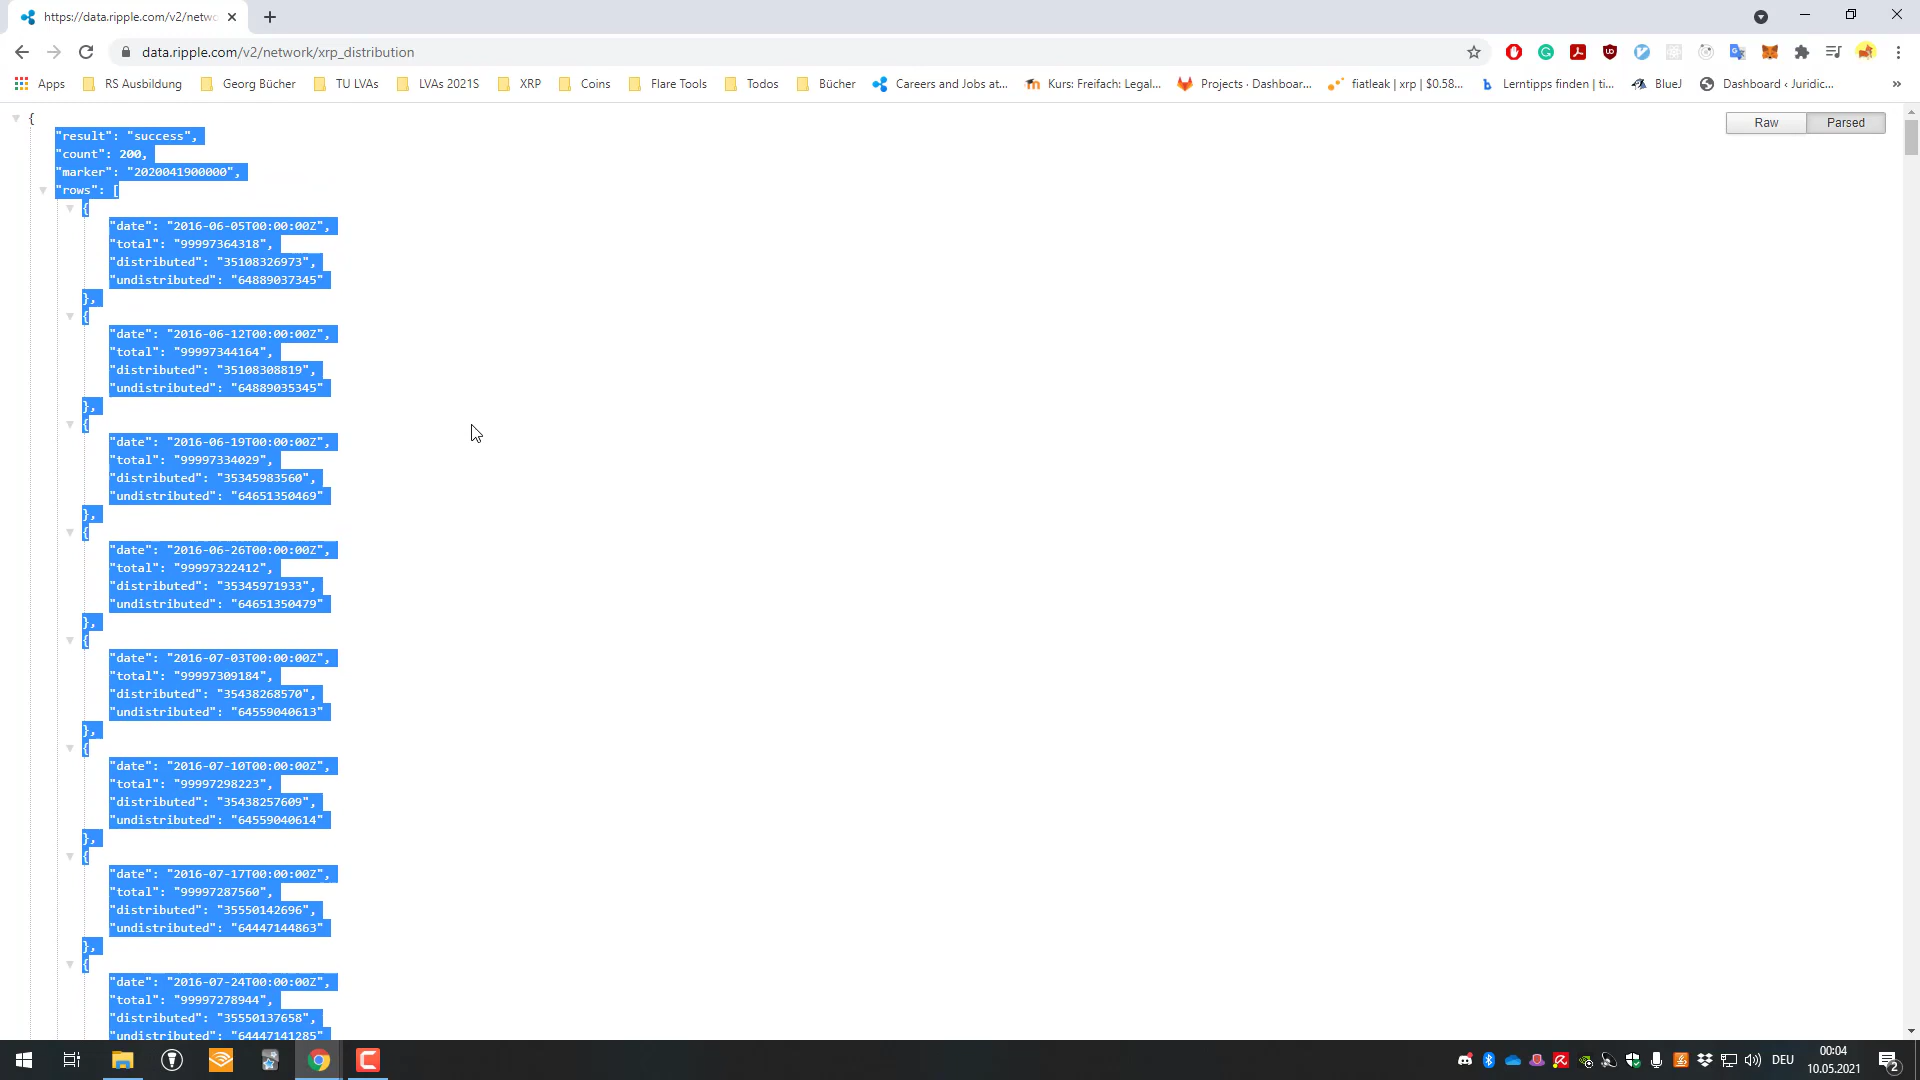 https://data.ripple.com/v2/netwo
data.ripple.com/v2/network/xrp_distribution
Apps
RS Ausbildung
Georg Bücher
TU LVAs
LVAs 2021S
XRP
Coins
Flare Tools
Todos
Bücher
Careers and Jobs at...
Kurs: Freifach: Legal...
Projects · Dashboar...
fiatleak | xrp | $0.58...
Lerntipps finden | ti...
BlueJ
Dashboard ‹ Juridic...
»
Raw
Parsed
{
"result": "success",
"count": 200,
"marker": "2020041900000",
"rows": [
{
"date": "2016-06-05T00:00:00Z",
"total": "99997364318",
"distributed": "35108326973",
"undistributed": "64889037345"
},
{
"date": "2016-06-12T00:00:00Z",
"total": "99997344164",
"distributed": "35108308819",
"undistributed": "64889035345"
},
{
"date": "2016-06-19T00:00:00Z",
"total": "99997334029",
"distributed": "35345983560",
"undistributed": "64651350469"
},
{
"date": "2016-06-26T00:00:00Z",
"total": "99997322412",
"distributed": "35345971933",
"undistributed": "64651350479"
},
{
"date": "2016-07-03T00:00:00Z",
"total": "99997309184",
"distributed": "35438268570",
"undistributed": "64559040613"
},
{
"date": "2016-07-10T00:00:00Z",
"total": "99997298223",
"distributed": "35438257609",
"undistributed": "64559040614"
},
{
"date": "2016-07-17T00:00:00Z",
"total": "99997287560",
"distributed": "35550142696",
"undistributed": "64447144863"
},
{
"date": "2016-07-24T00:00:00Z",
"total": "99997278944",
"distributed": "35550137658",
"undistributed": "64447141285"
DEU
00:04
10.05.2021
2